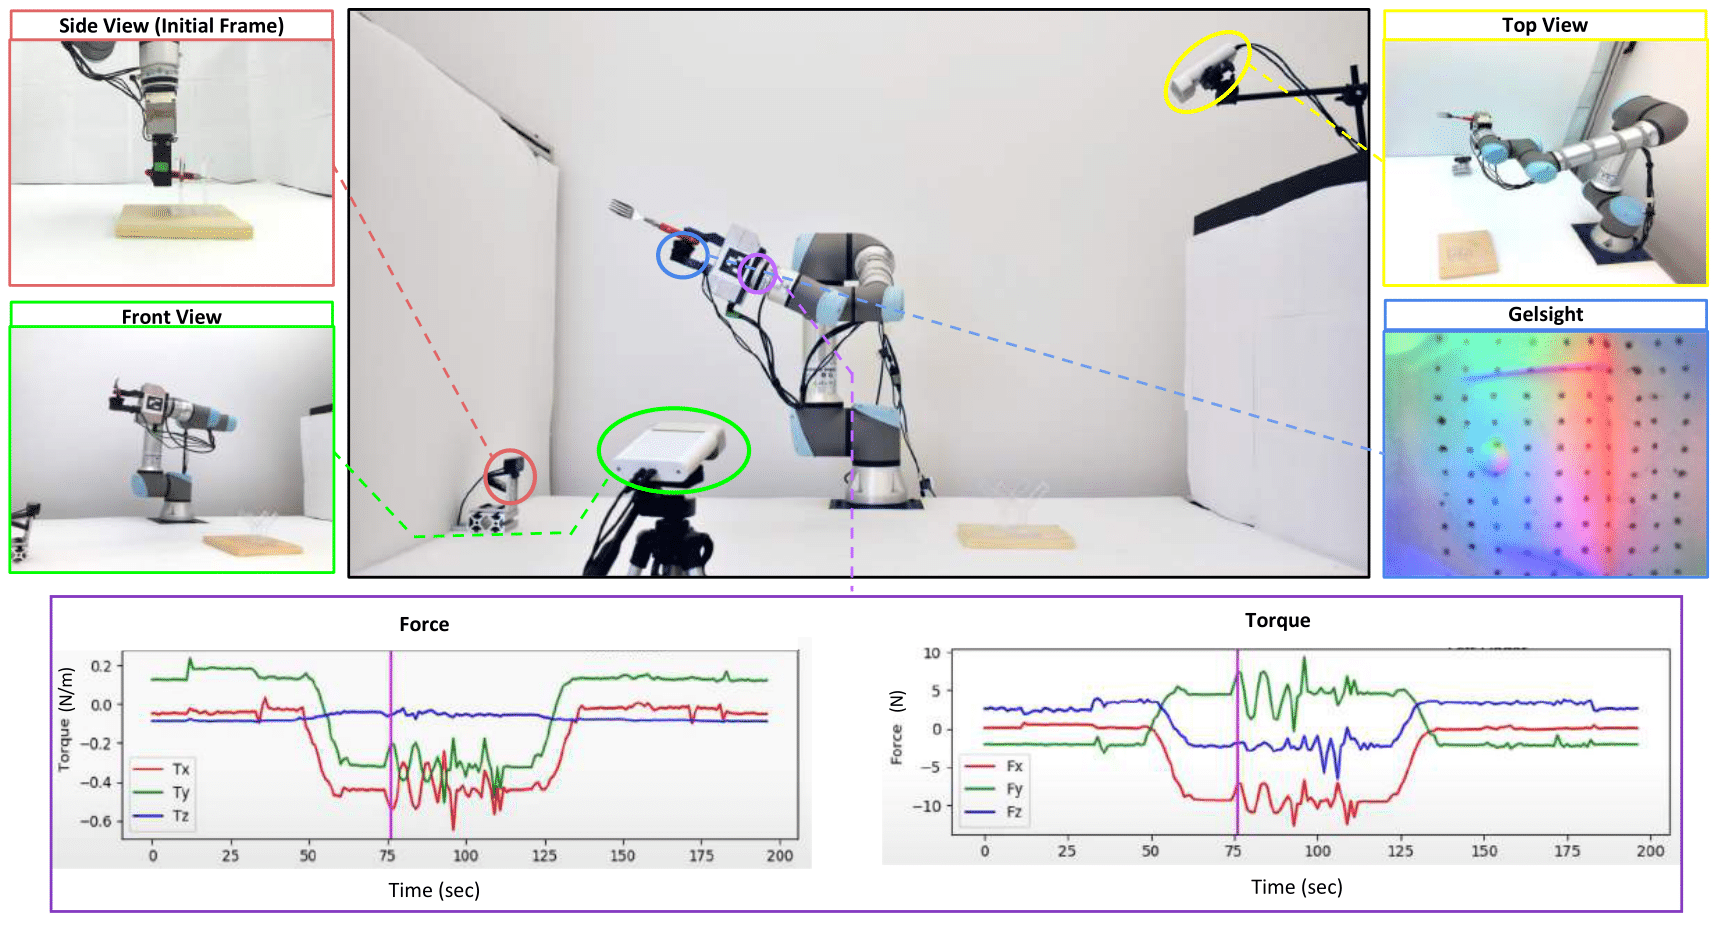 Side View (Initial Frame)
Top View
Front View
Gelsight
Force
Torque
Torque (N/m)
0.2
0.0
−0.2
−0.4
−0.6
Tx
Ty
Tz
0 25 50 75 100 125 150 175 200
Time (sec)
Force (N)
10
5
0
−5
−10
Fx
Fy
Fz
0 25 50 75 100 125 150 175 200
Time (sec)